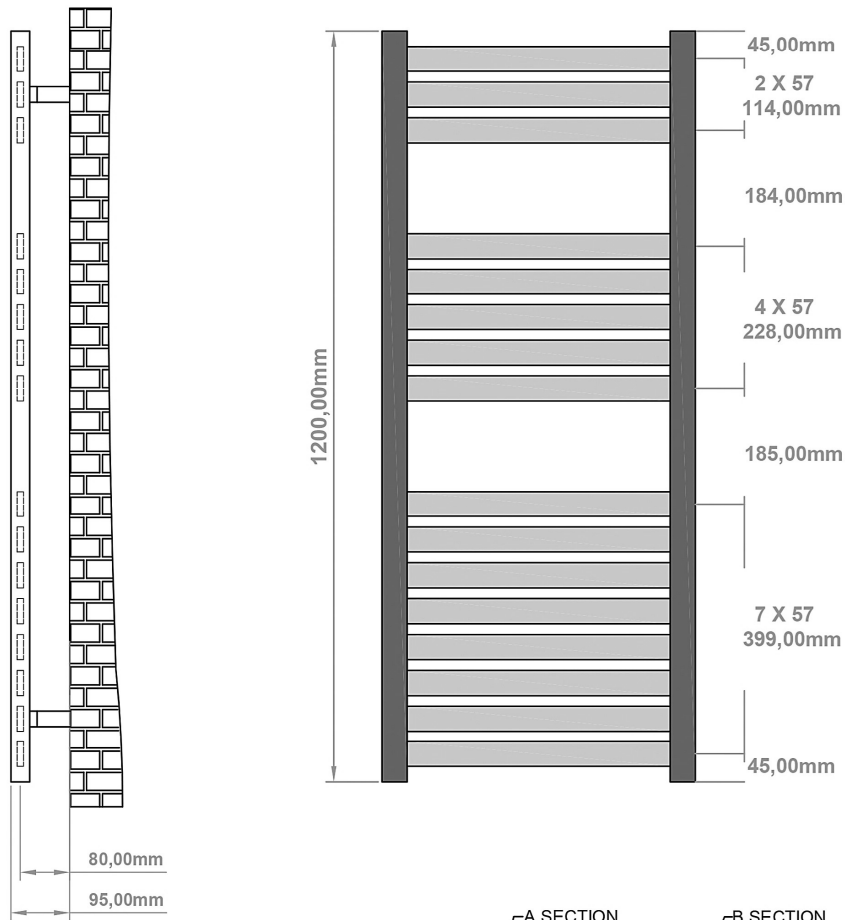 45,00mm
2 X 57
114,00mm
184,00mm
4 X 57
228,00mm
1200,00mm
185,00mm
7 X 57
399,00mm
45,00mm
80,00mm
95,00mm
A SECTION
B SECTION